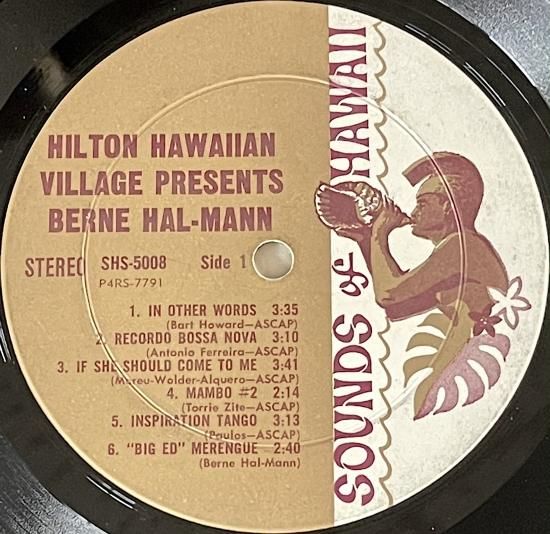 HILTON HAWAIIAN
VILLAGE PRESENTS
BERNE HAL-MANN
STEREO SHS-5008 Side 1
P4RS-7791
1. IN OTHER WORDS 3:35
(Bart Howard—ASCAP)
2. RECORDO BOSSA NOVA 3:10
(Antonio Ferreira—ASCAP)
3. IF SHE SHOULD COME TO ME 3:41
(Mareu-Wolder-Alquero—ASCAP)
4. MAMBO #2 2:14
(Torrie Zite—ASCAP)
5. INSPIRATION TANGO 3:13
(Paulos—ASCAP)
6. "BIG ED" MERENGUE 2:40
(Berne Hal-Mann)
SOUNDS of HAWAII